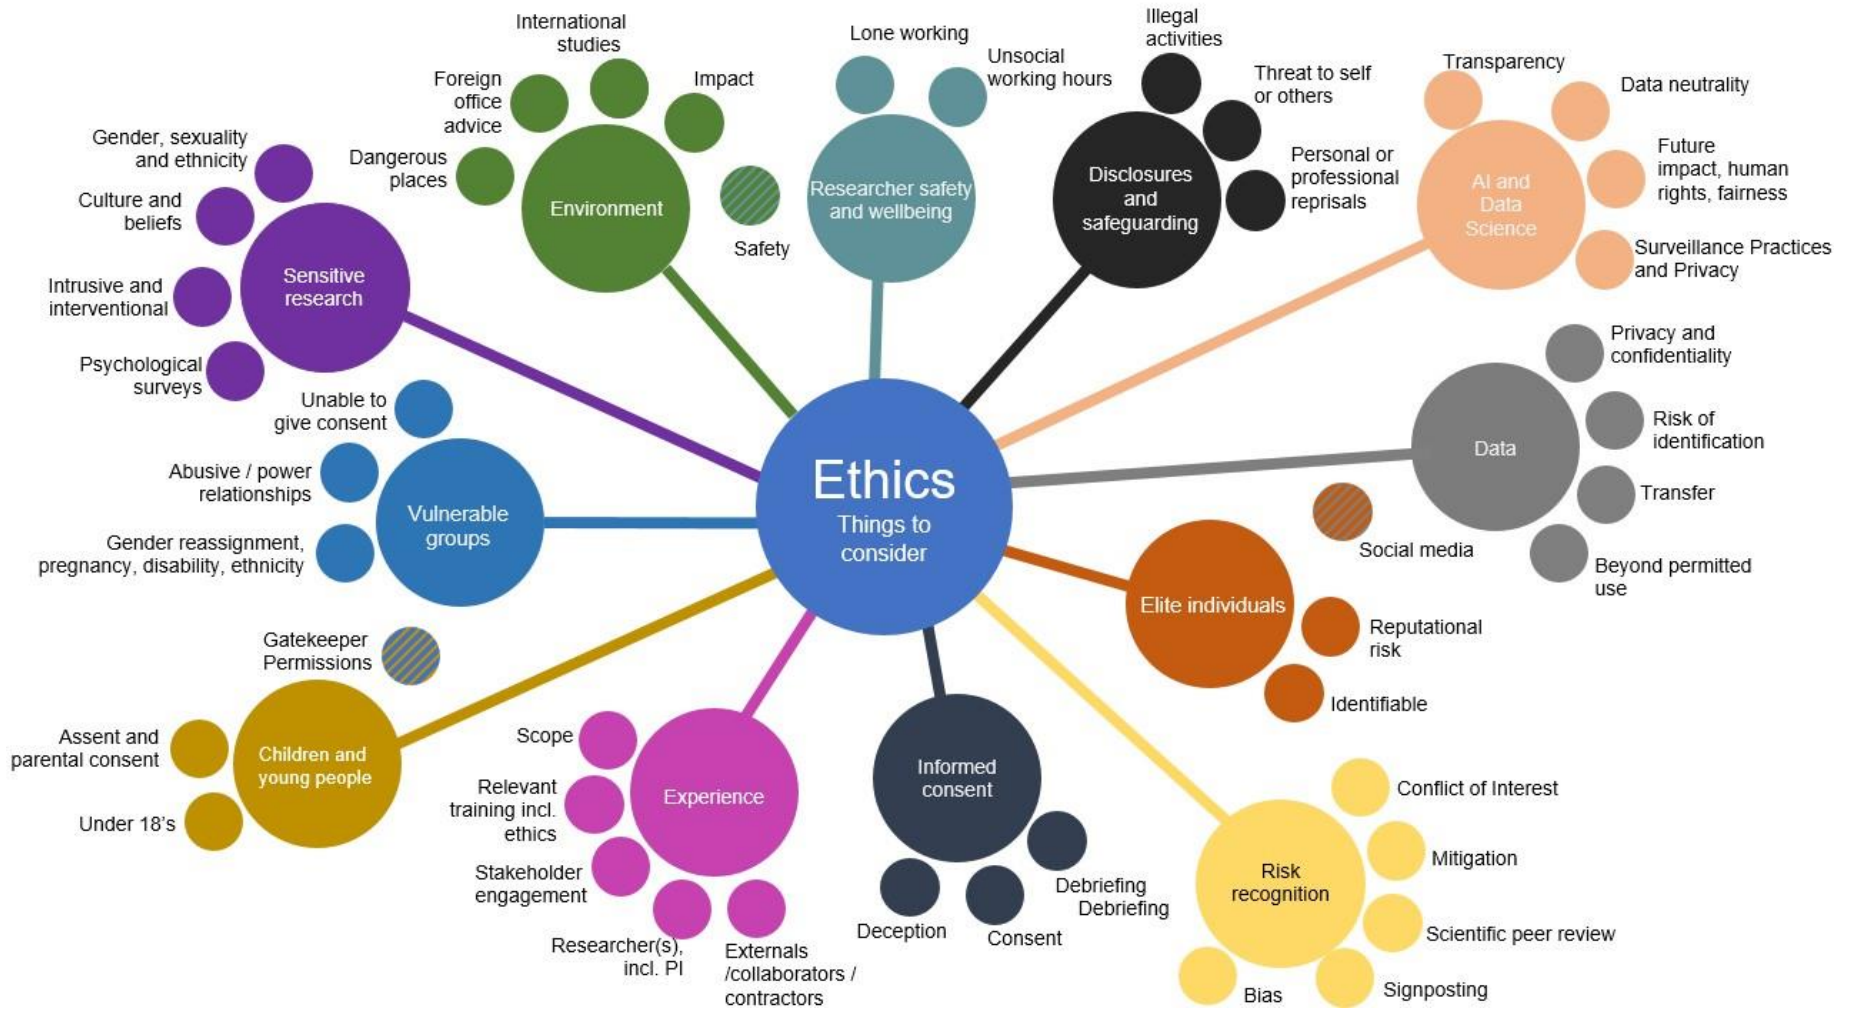 Ethics
Things to
consider
Sensitive
research
Gender, sexuality
and ethnicity
Culture and
beliefs
Intrusive and
interventional
Psychological
surveys
Environment
Dangerous
places
Foreign
office
advice
International
studies
Impact
Safety
Researcher safety
and wellbeing
Lone working
Unsocial
working hours
Disclosures
and
safeguarding
Illegal
activities
Threat to self
or others
Personal or
professional
reprisals
AI and
Data
Science
Transparency
Data neutrality
Future
impact, human
rights, fairness
Surveillance Practices
and Privacy
Data
Privacy and
confidentiality
Risk of
identification
Transfer
Beyond permitted
use
Social media
Elite individuals
Reputational
risk
Identifiable
Risk
recognition
Conflict of Interest
Mitigation
Scientific peer review
Signposting
Bias
Informed
consent
Debriefing
Debriefing
Consent
Deception
Experience
Scope
Relevant
training incl.
ethics
Stakeholder
engagement
Researcher(s),
incl. PI
Externals
/collaborators /
contractors
Children and
young people
Gatekeeper
Permissions
Assent and
parental consent
Under 18's
Vulnerable
groups
Unable to
give consent
Abusive / power
relationships
Gender reassignment,
pregnancy, disability, ethnicity